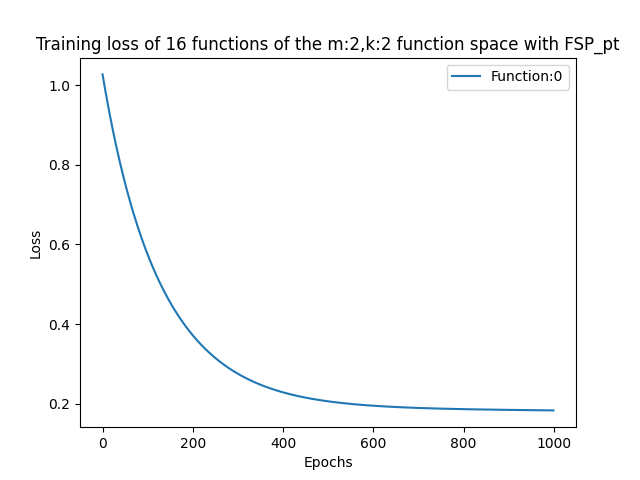 Training loss of 16 functions of the m:2,k:2 function space with FSP_pt
Function:0
Loss
1.0
0.8
0.6
0.4
0.2
0 200 400 600 800 1000
Epochs